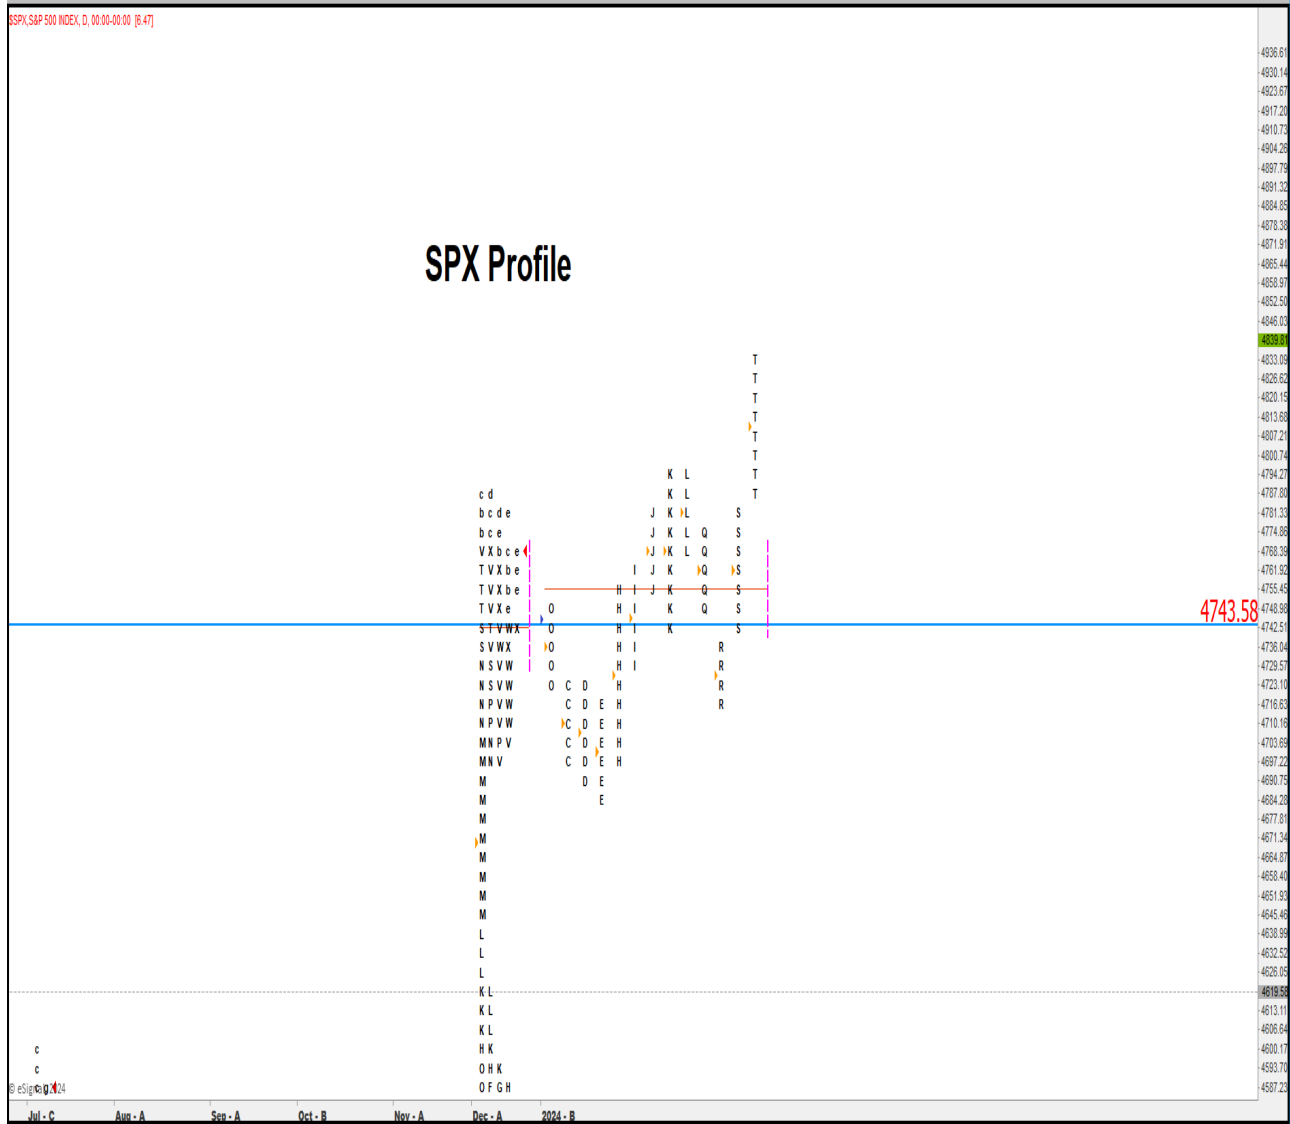 $SPX,S&P 500 INDEX, D, 00:00-00:00 [6.47]
4936.61
4930.14
4923.67
4917.20
4910.73
4904.26
4897.79
4891.32
4884.85
4878.38
4871.91
SPX Profile
4865.44
4858.97
4852.50
4846.03
4839.81
T 4833.09
T 4826.62
T 4820.15
T 4813.68
T 4807.21
T 4800.74
K L T 4794.27
c d K L T 4787.80
b c d e J K L S 4781.33
b c e J K L Q S 4774.86
V X b c e J K L Q S 4768.39
T V X b e I J K Q S 4761.92
T V X b e H I J K Q S 4755.45
T V X e O H I K Q S 4748.98
4743.58
S T V W X O H I K S 4742.51
S V W X O H I R 4736.04
N S V W O H I R 4729.57
N S V W O C D H R 4723.10
N P V W C D E H R 4716.63
N P V W C D E H 4710.16
M N P V C D E H 4703.69
M N V C D E H 4697.22
M D E 4690.75
M E 4684.28
M 4677.81
M 4671.34
M 4664.87
M 4658.40
M 4651.93
M 4645.46
L 4638.99
L 4632.52
L 4626.05
K L 4619.58
K L 4613.11
K L 4606.64
c H K 4600.17
c O H K 4593.70
c g O F G H 4587.23
© eSignal, 2024
Jul - C Aug - A Sep - A Oct - B Nov - A Dec - A 2024 - B